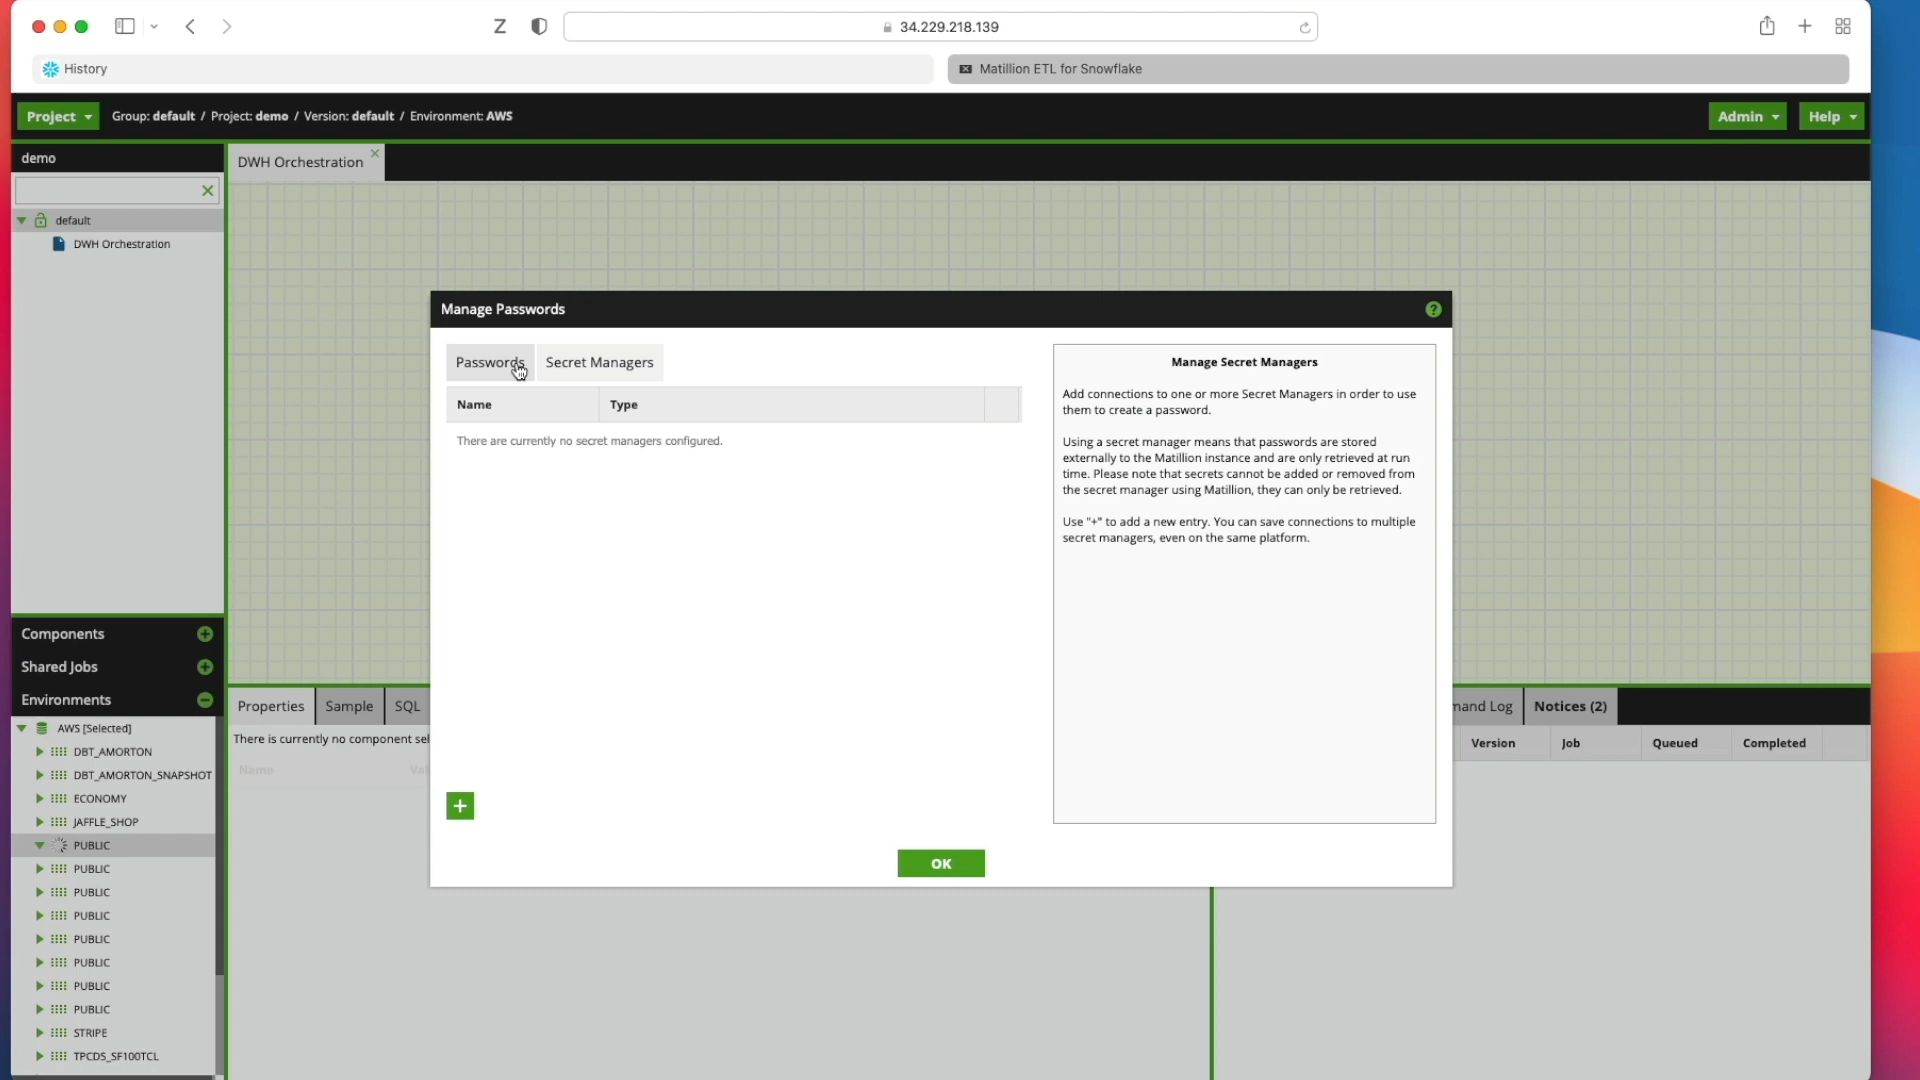 Z
34.229.218.139
History
Matillion ETL for Snowflake
Project
Group: default / Project: demo / Version: default / Environment: AWS
Admin
Help
demo
DWH Orchestration
default
DWH Orchestration
Manage Passwords
?
Passwords
Secret Managers
Name
Type
There are currently no secret managers configured.
Manage Secret Managers
Add connections to one or more Secret Managers in order to use
them to create a password.
Using a secret manager means that passwords are stored
externally to the Matillion instance and are only retrieved at run
time. Please note that secrets cannot be added or removed from
the secret manager using Matillion, they can only be retrieved.
Use "+" to add a new entry. You can save connections to multiple
secret managers, even on the same platform.
OK
Components
Shared Jobs
Environments
AWS [Selected]
DBT_AMORTON
DBT_AMORTON_SNAPSHOT
ECONOMY
JAFFLE_SHOP
PUBLIC
PUBLIC
PUBLIC
PUBLIC
PUBLIC
PUBLIC
PUBLIC
PUBLIC
STRIPE
TPCDS_SF100TCL
Properties
Sample
SQL
There is currently no component sel
Name
Val
mand Log
Notices (2)
Version
Job
Queued
Completed